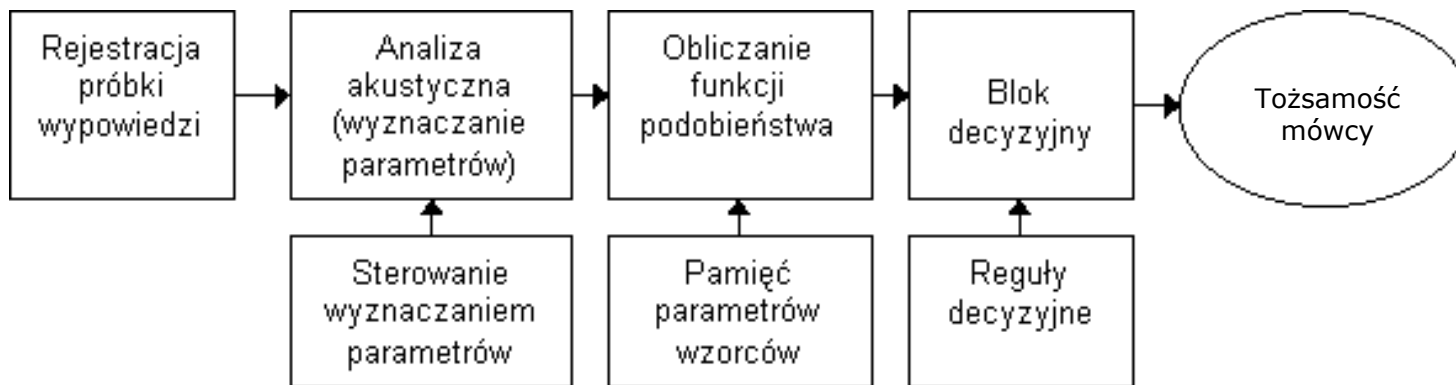 Rejestracja
próbki
wypowiedzi
Analiza
akustyczna
(wyznaczanie
parametrów)
Obliczanie
funkcji
podobieństwa
Blok
decyzyjny
Tożsamość
mówcy
Sterowanie
wyznaczaniem
parametrów
Pamięć
parametrów
wzorców
Reguły
decyzyjne